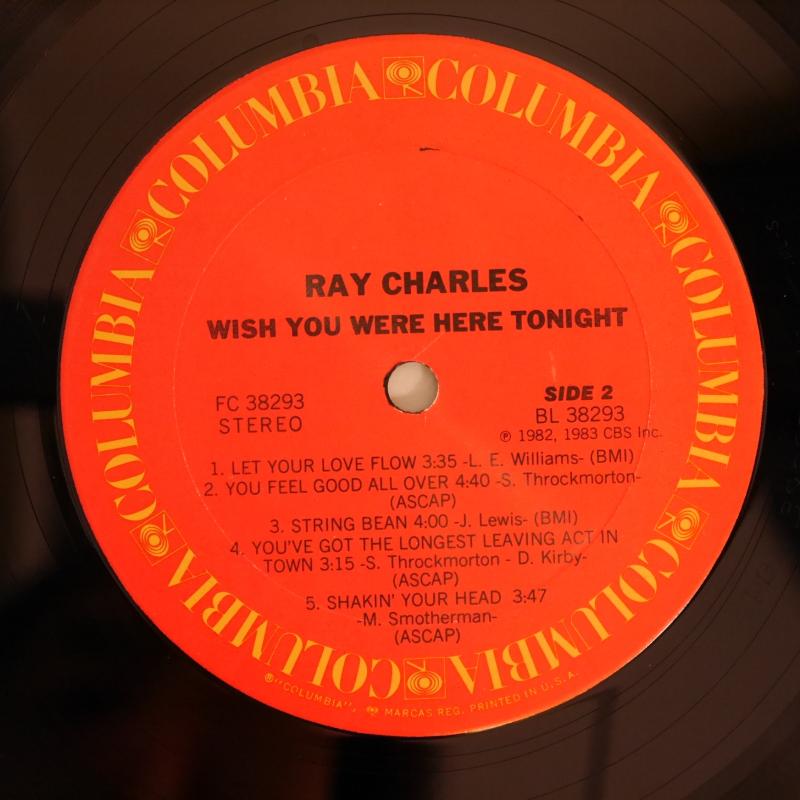 COLUMBIA COLUMBIA COLUMBIA COLUMBIA COLUMBIA COLUMBIA COLUMBIA COLUMBIA
RAY CHARLES
WISH YOU WERE HERE TONIGHT
FC 38293
STEREO
SIDE 2
BL 38293
℗ 1982, 1983 CBS Inc.
1. LET YOUR LOVE FLOW 3:35 -L. E. Williams- (BMI)
2. YOU FEEL GOOD ALL OVER 4:40 -S. Throckmorton-
(ASCAP)
3. STRING BEAN 4:00 -J. Lewis- (BMI)
4. YOU'VE GOT THE LONGEST LEAVING ACT IN
TOWN 3:15 -S. Throckmorton - D. Kirby-
(ASCAP)
5. SHAKIN' YOUR HEAD 3:47
-M. Smotherman-
(ASCAP)
®"COLUMBIA", MARCAS REG. PRINTED IN U.S.A.